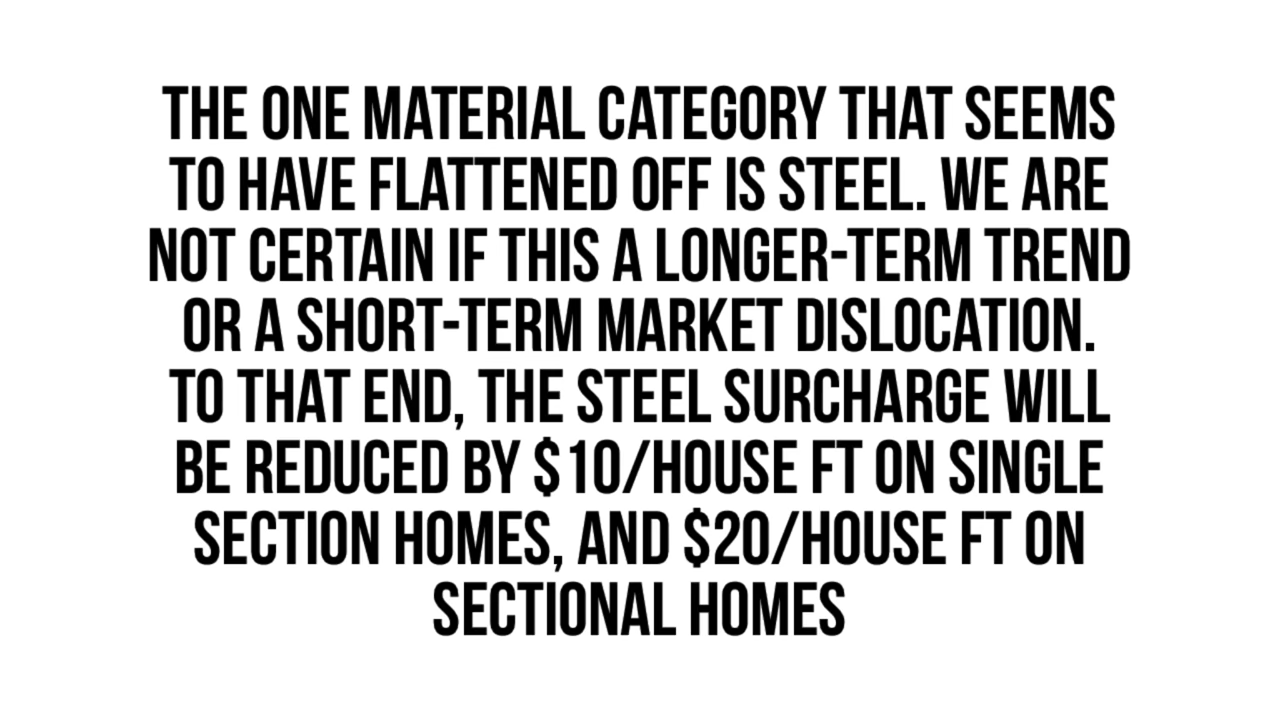 THE ONE MATERIAL CATEGORY THAT SEEMS
TO HAVE FLATTENED OFF IS STEEL. WE ARE
NOT CERTAIN IF THIS A LONGER-TERM TREND
OR A SHORT-TERM MARKET DISLOCATION.
TO THAT END, THE STEEL SURCHARGE WILL
BE REDUCED BY $10/HOUSE FT ON SINGLE
SECTION HOMES, AND $20/HOUSE FT ON
SECTIONAL HOMES